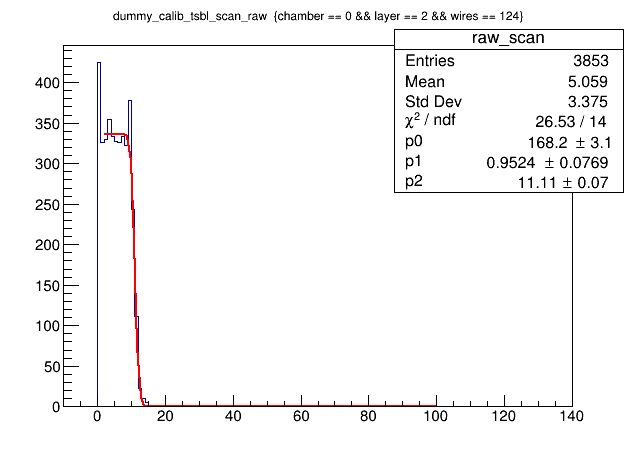 dummy_calib_tsbl_scan_raw {chamber == 0 && layer == 2 && wires == 124}
raw_scan
Entries 3853
Mean 5.059
Std Dev 3.375
χ² / ndf 26.53 / 14
p0 168.2 ± 3.1
p1 0.9524 ± 0.0769
p2 11.11 ± 0.07
400
350
300
250
200
150
100
50
0
0 20 40 60 80 100 120 140